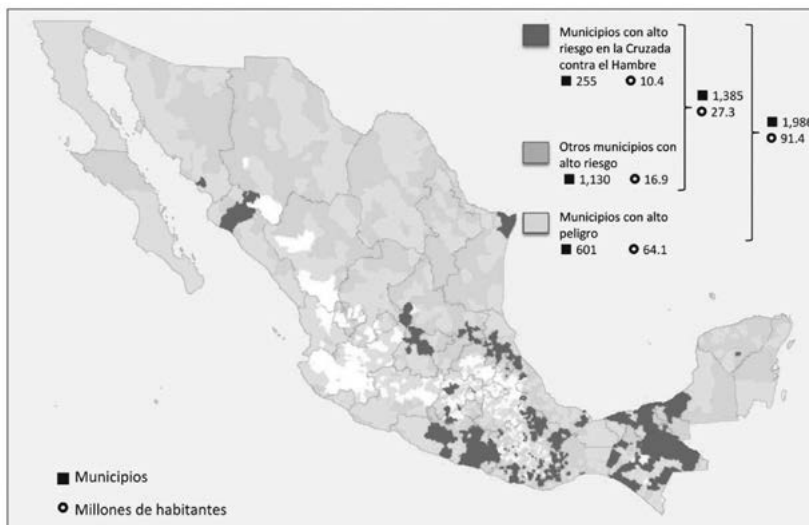 Municipios con alto
riesgo en la Cruzada
contra el Hambre
■ 255 10.4
1,385
27.3
1,986
91.4
Otros municipios con
alto riesgo
■ 1,130 16.9
Municipios con alto
peligro
■ 601 64.1
■ Municipios
Millones de habitantes